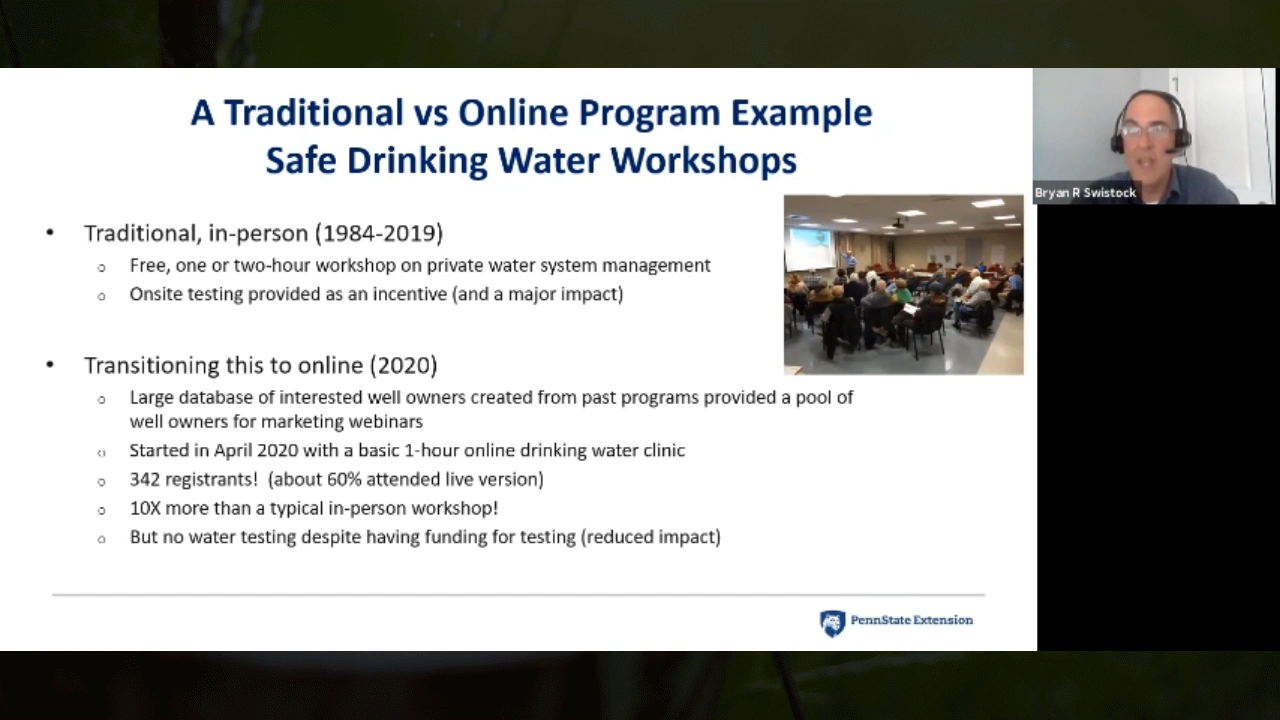 A Traditional vs Online Program Example
Safe Drinking Water Workshops
Bryan R Swistock
• Traditional, in-person (1984-2019)
o Free, one or two-hour workshop on private water system management
o Onsite testing provided as an incentive (and a major impact)
• Transitioning this to online (2020)
o Large database of interested well owners created from past programs provided a pool of
well owners for marketing webinars
o Started in April 2020 with a basic 1-hour online drinking water clinic
o 342 registrants! (about 60% attended live version)
o 10X more than a typical in-person workshop!
o But no water testing despite having funding for testing (reduced impact)
PennState Extension